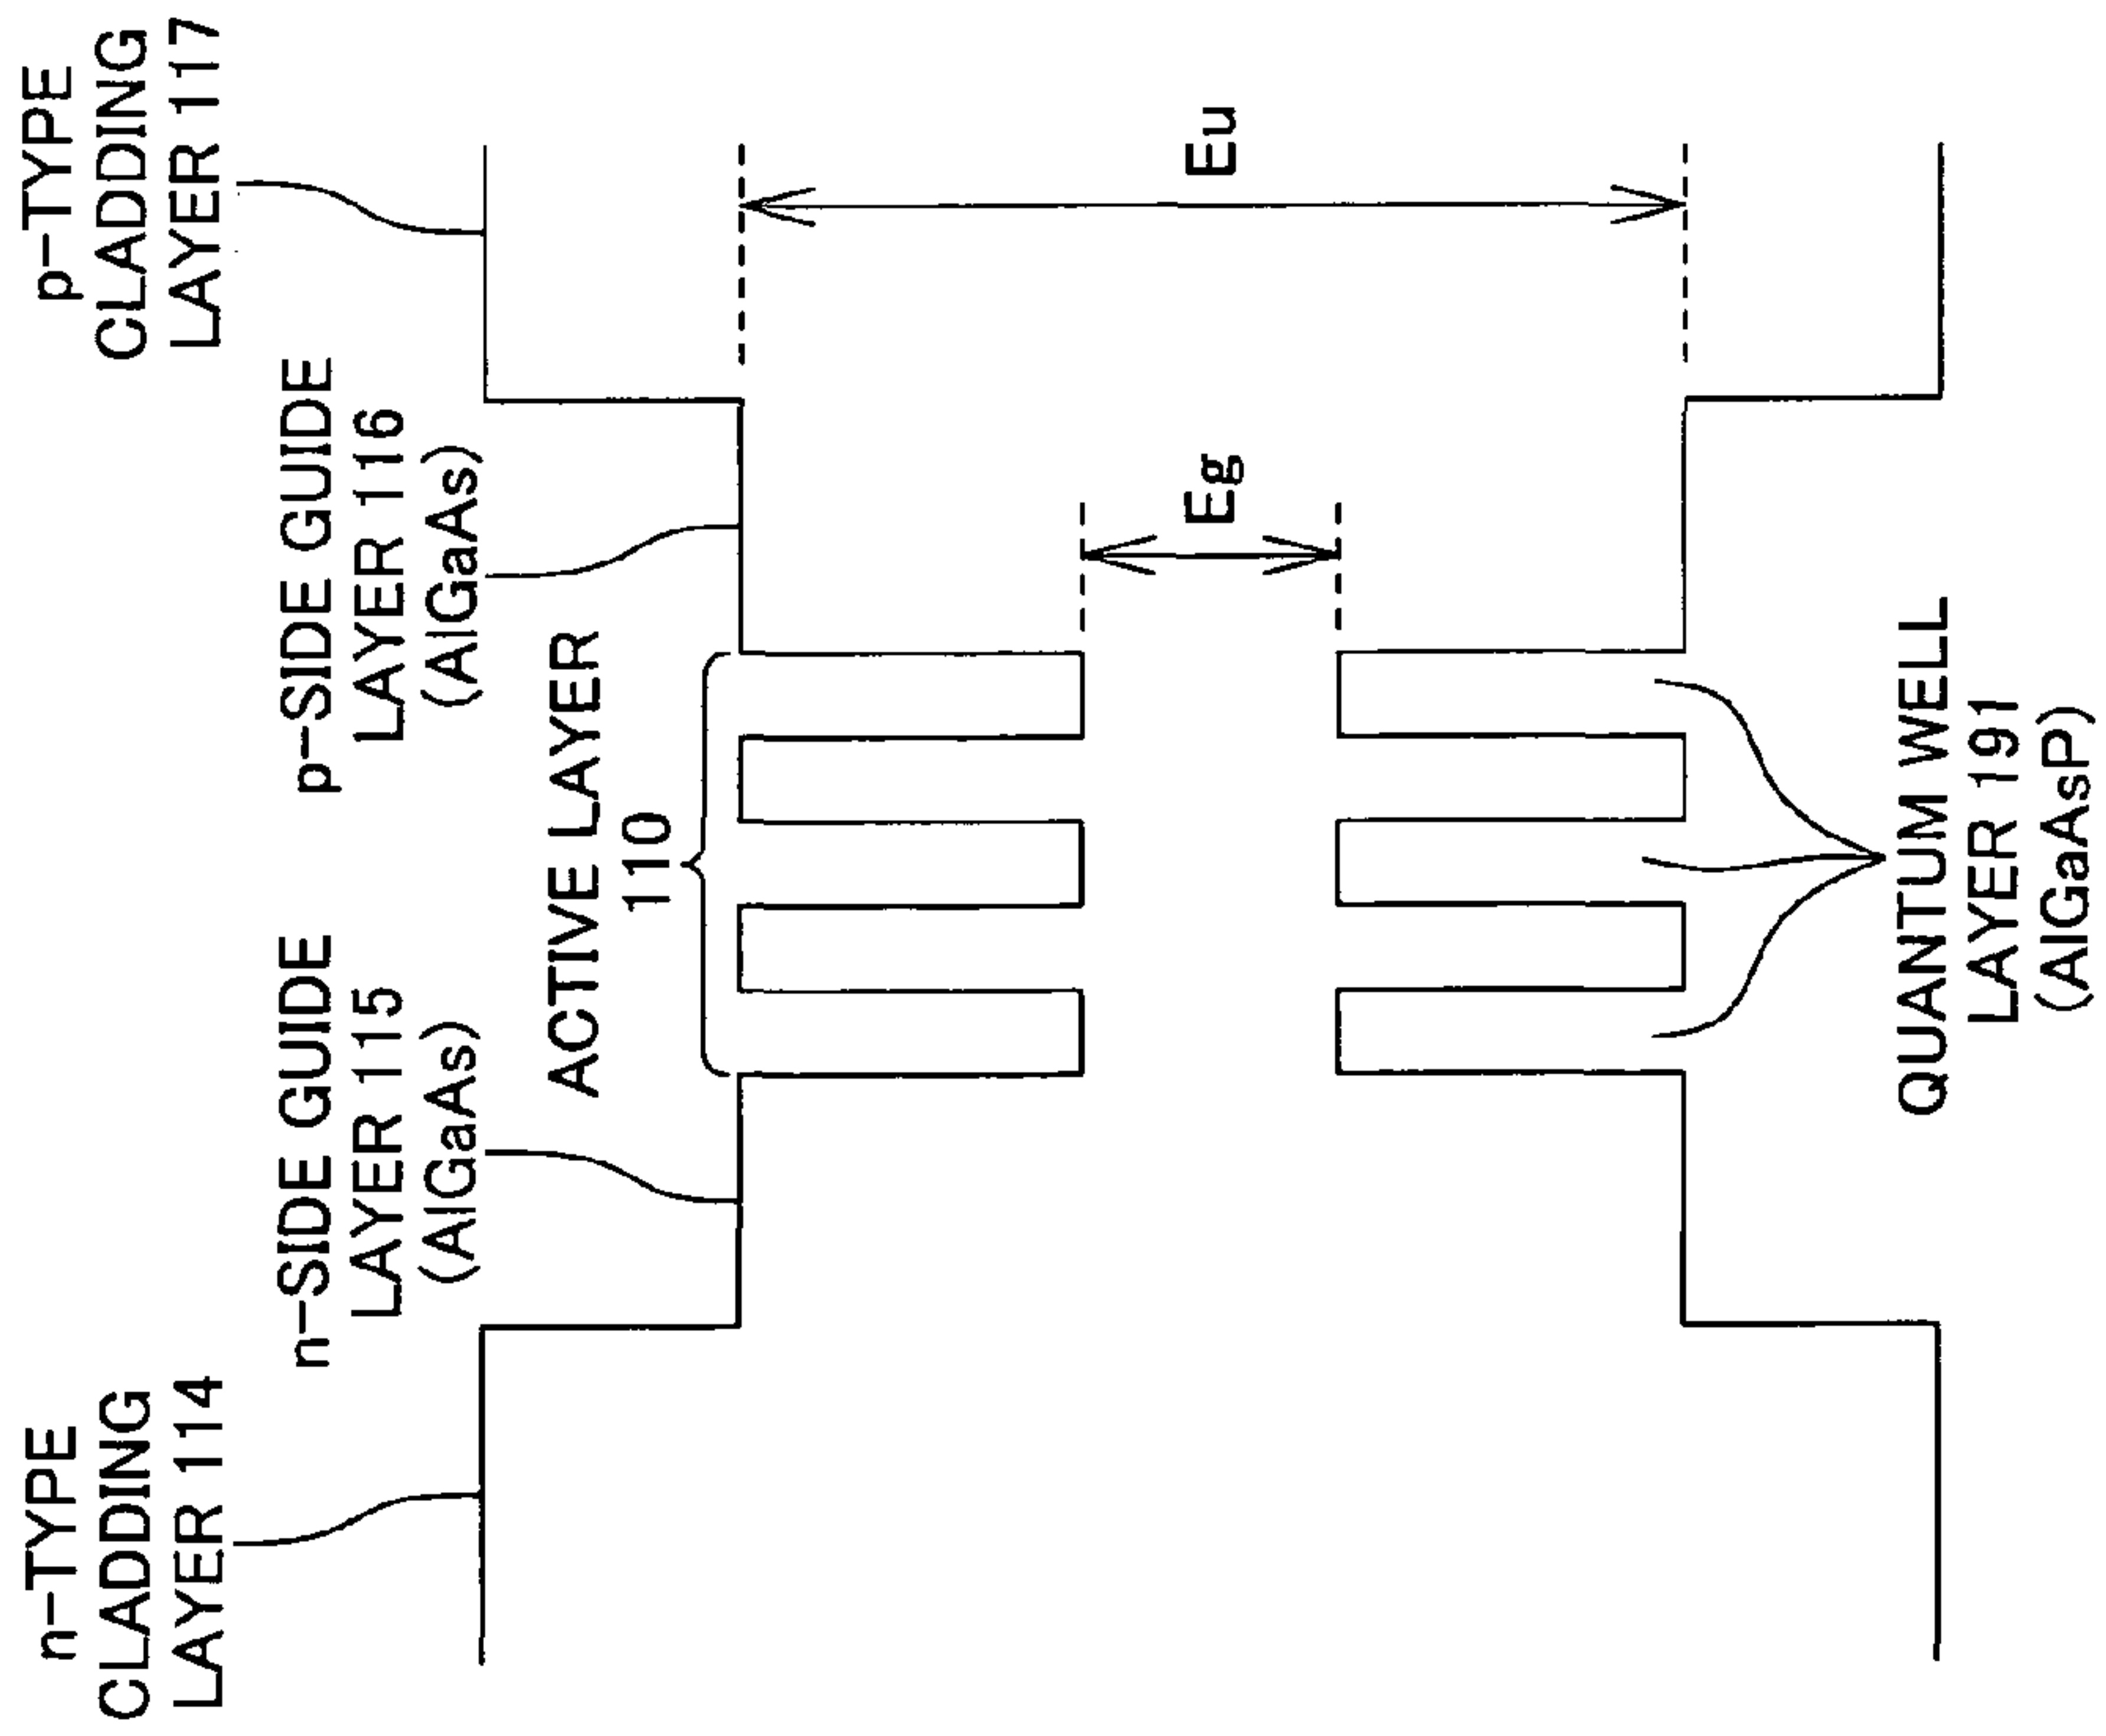 n-TYPE
CLADDING
LAYER 114
n-SIDE GUIDE
LAYER 115
(AlGaAs)
ACTIVE LAYER
110
p-SIDE GUIDE
LAYER 116
(AlGaAs)
p-TYPE
CLADDING
LAYER 117
Eg
Eu
QUANTUM WELL
LAYER 191
(AlGaAsP)